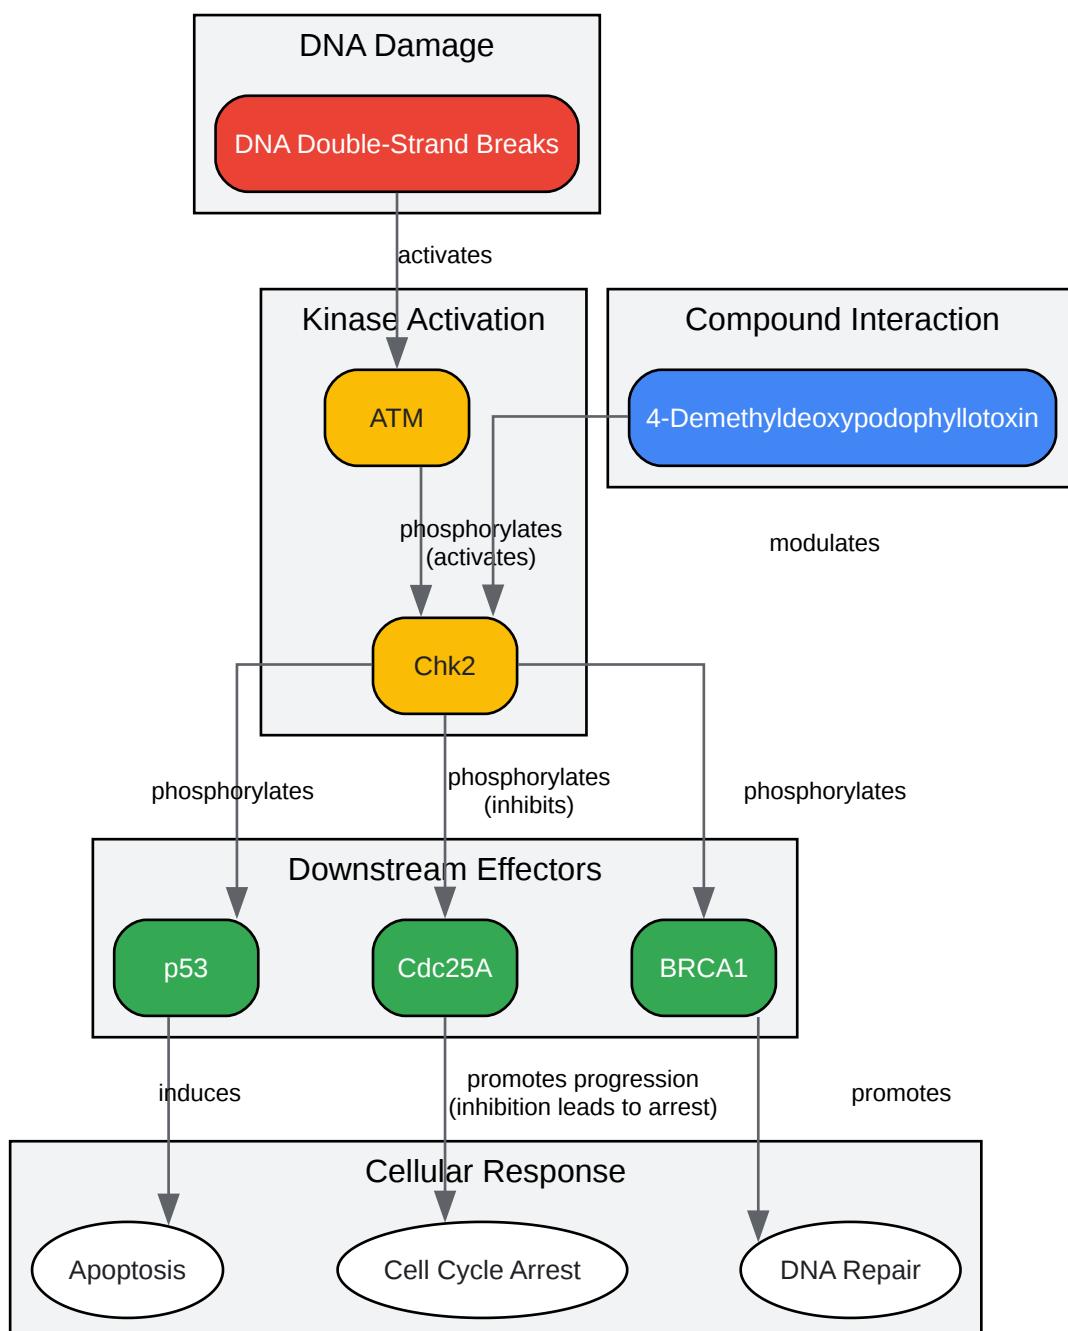 DNA Damage
DNA Double-Strand Breaks
activates
Kinase Activation
Compound Interaction
ATM
4-Demethyldeoxypodophyllotoxin
phosphorylates
(activates)
modulates
Chk2
phosphorylates
phosphorylates
(inhibits)
phosphorylates
Downstream Effectors
p53
Cdc25A
BRCA1
induces
promotes progression
(inhibition leads to arrest)
promotes
Cellular Response
Apoptosis
Cell Cycle Arrest
DNA Repair